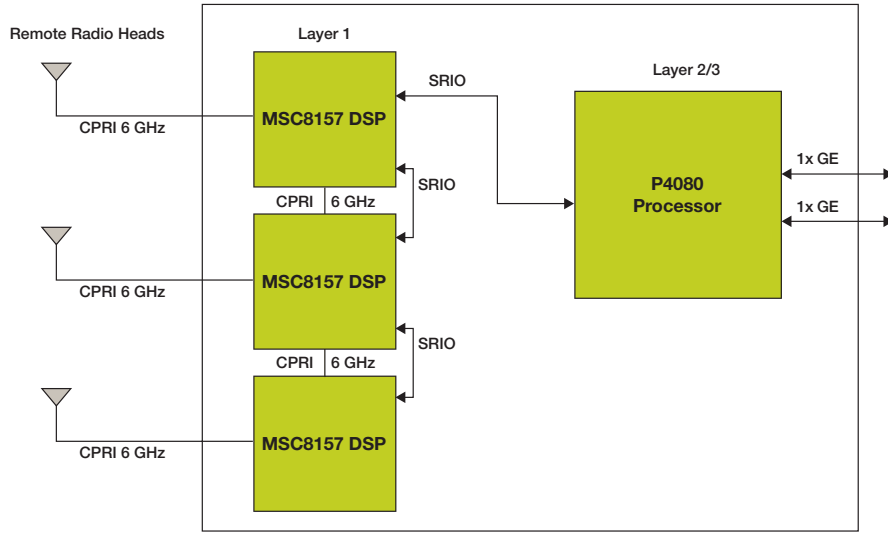 Remote Radio Heads
Layer 1
Layer 2/3
SRIO
MSC8157 DSP
CPRI 6 GHz
SRIO
CPRI 6 GHz
P4080
Processor
1x GE
1x GE
MSC8157 DSP
CPRI 6 GHz
SRIO
CPRI 6 GHz
MSC8157 DSP
CPRI 6 GHz